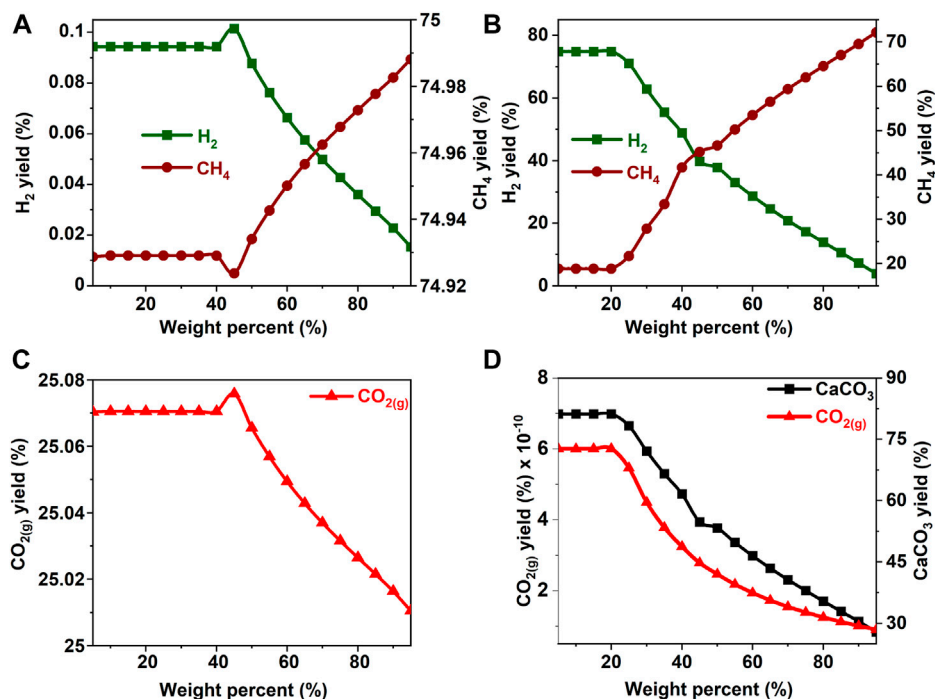 A
H₂ yield (%)
0.1
0.08
0.06
0.04
0.02
0
H₂
CH₄
75
74.98
74.96
74.94
74.92
CH₄ yield (%)
20 40 60 80
Weight percent (%)
B
H₂ yield (%)
80
60
40
20
0
H₂
CH₄
70
60
50
40
30
20
CH₄ yield (%)
20 40 60 80
Weight percent (%)
C
CO₂(g) yield (%)
25.08
25.06
25.04
25.02
25
CO₂(g)
20 40 60 80
Weight percent (%)
D
CO₂(g) yield (%) x 10⁻¹⁰
8
6
4
2
CaCO₃
CO₂(g)
90
75
60
45
30
CaCO₃ yield (%)
20 40 60 80
Weight percent (%)